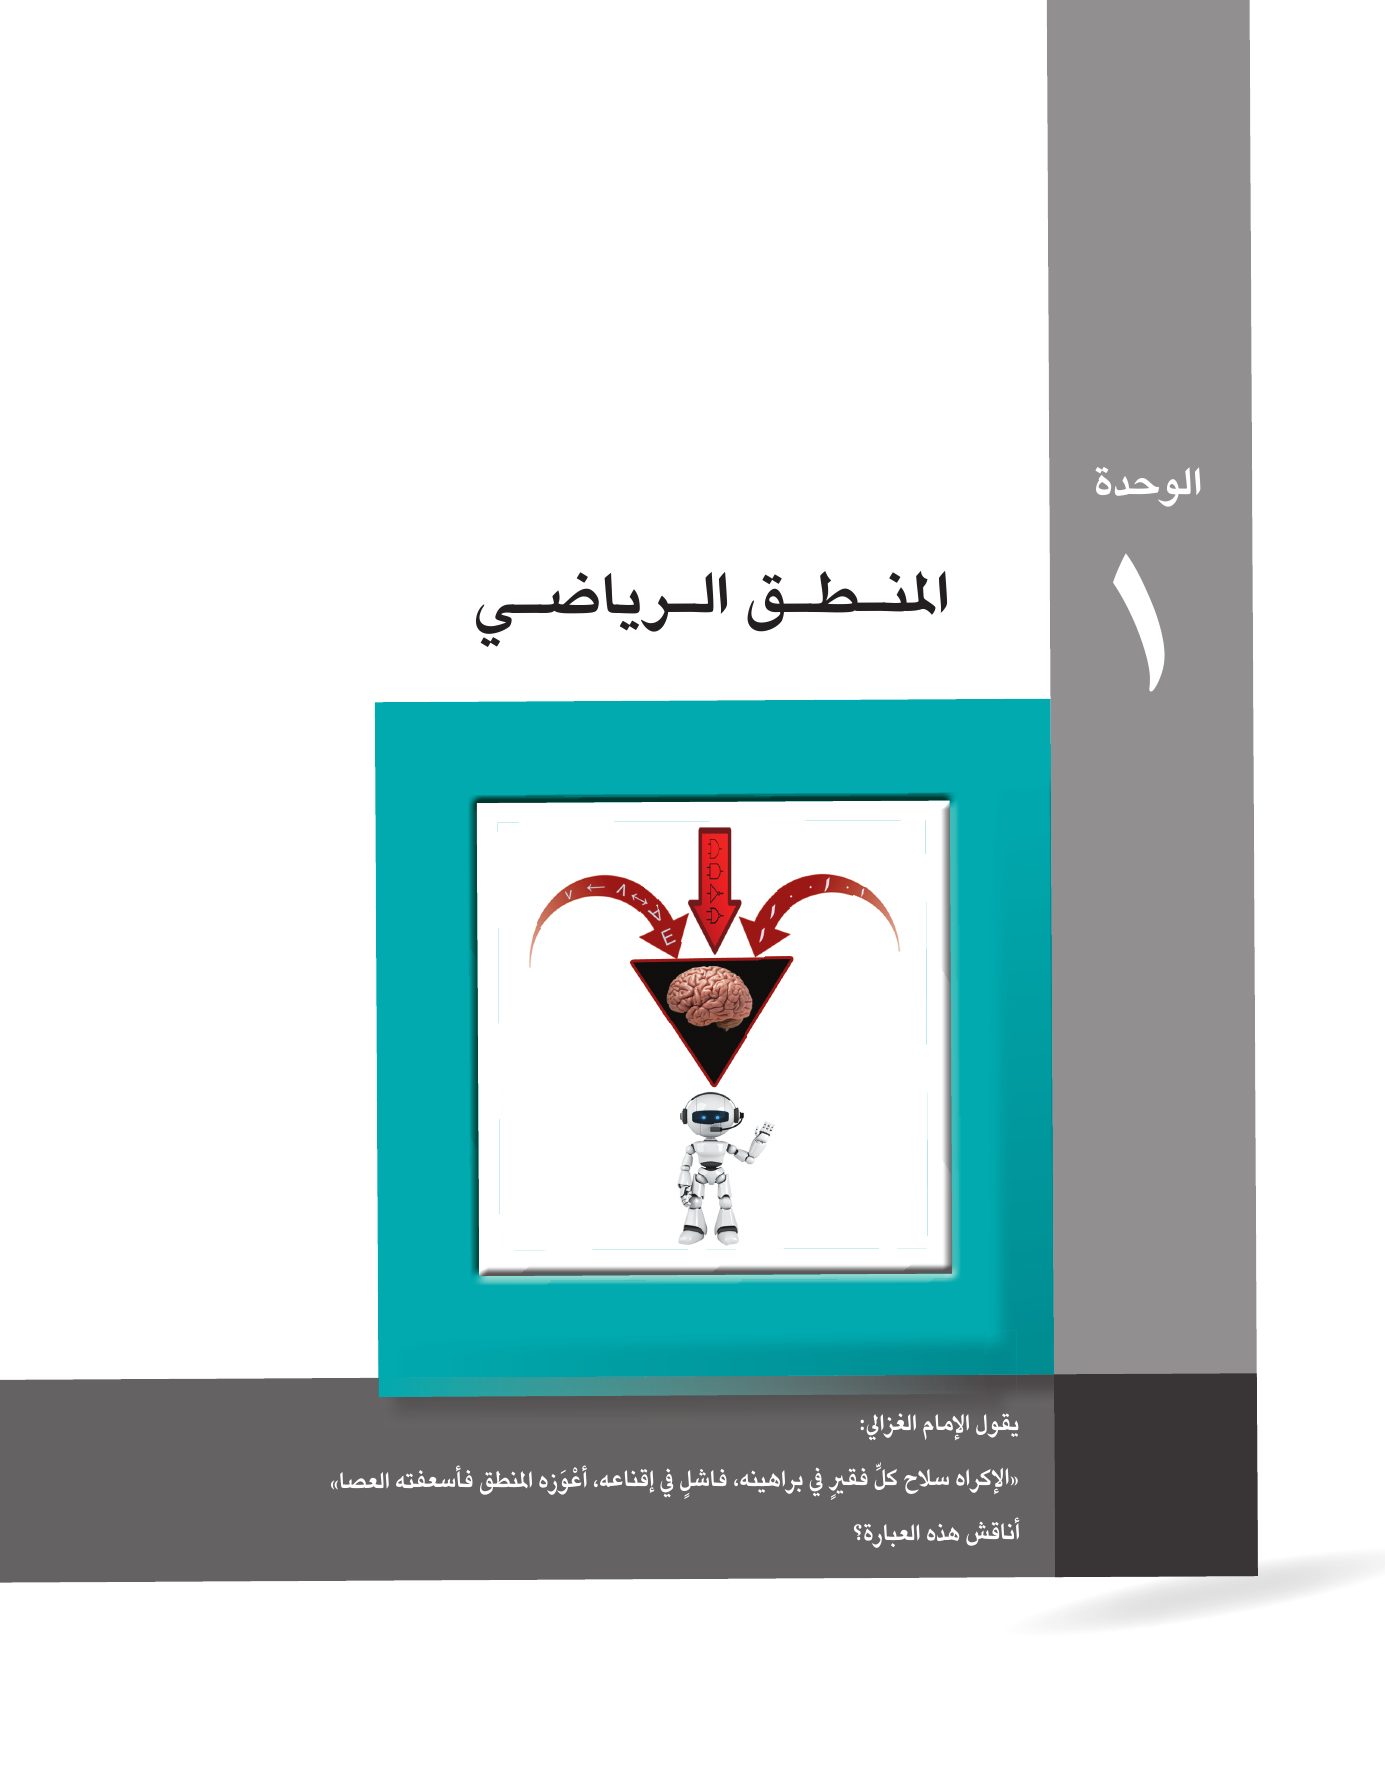 الوحدة
١
المنطق الرياضي
يقول الإمام الغزالي:
«الإكراه سلاح كلِّ فقيرٍ في براهينه، فاشلٍ في إقناعه، أعْوَزه المنطق فأسعفته العصا»
أناقش هذه العبارة؟